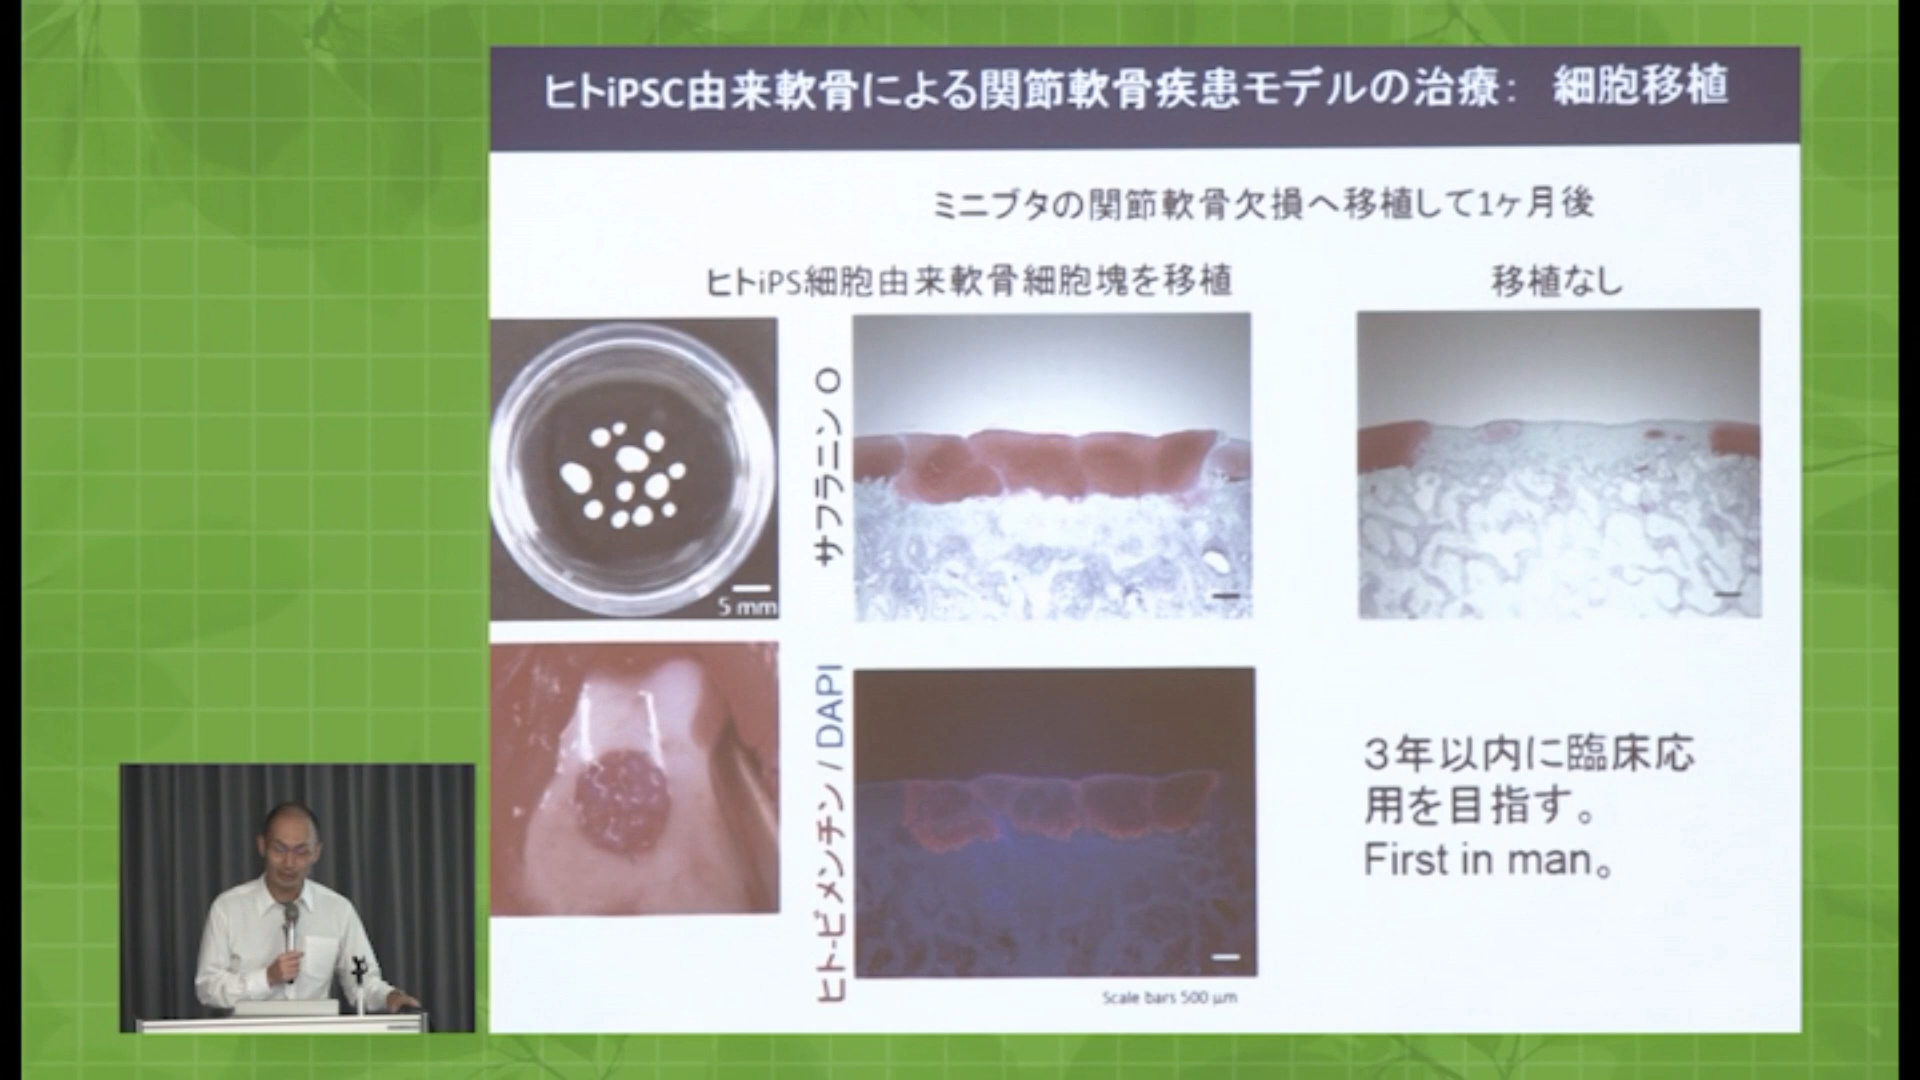 ヒトiPSC由来軟骨による関節軟骨疾患モデルの治療： 細胞移植
ミニブタの関節軟骨欠損へ移植して1ヶ月後
ヒトiPS細胞由来軟骨細胞塊を移植
移植なし
サフラニン O
5 mm
ヒト-ビメンチン / DAPI
3年以内に臨床応
用を目指す。
First in man。
Scale bars 500 µm